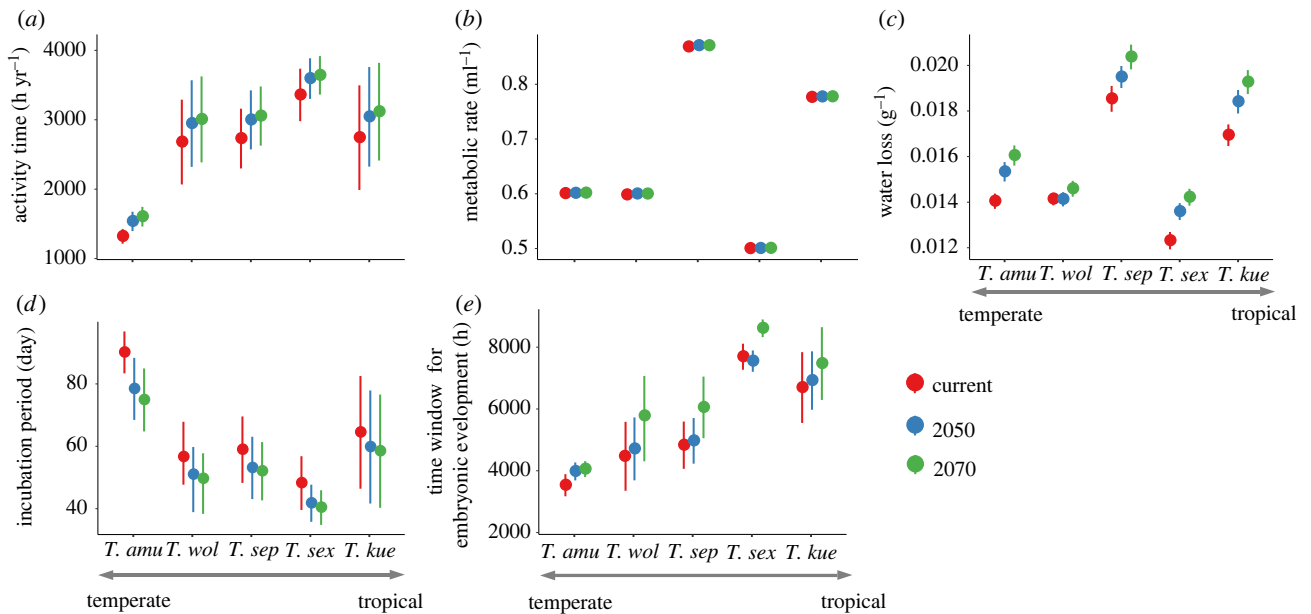 (a)
activity time (h yr⁻¹)
4000
3000
2000
1000
(b)
metabolic rate (ml⁻¹)
0.8
0.7
0.6
0.5
(c)
water loss (g⁻¹)
0.020
0.018
0.016
0.014
0.012
T. amu T. wol T. sep T. sex T. kue
temperate tropical
(d)
incubation period (day)
80
60
40
T. amu T. wol T. sep T. sex T. kue
temperate tropical
(e)
time window for
embryonic evelopment (h)
8000
6000
4000
2000
T. amu T. wol T. sep T. sex T. kue
temperate tropical
current
2050
2070